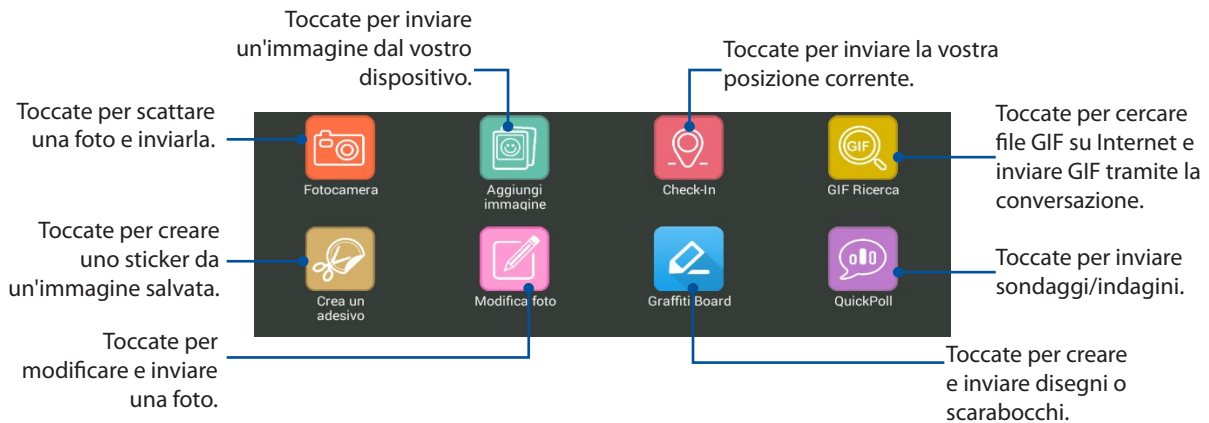 Toccate per inviare
un'immagine dal vostro
dispositivo.
Toccate per inviare la vostra
posizione corrente.
Toccate per scattare
una foto e inviarla.
Toccate per cercare
file GIF su Internet e
inviare GIF tramite la
conversazione.
GIF
Fotocamera
Aggiungi
immagine
Check-In
GIF Ricerca
Toccate per creare
uno sticker da
un'immagine salvata.
Toccate per inviare
sondaggi/indagini.
Crea un
adesivo
Modifica foto
Graffiti Board
QuickPoll
Toccate per
modificare e inviare
una foto.
Toccate per creare
e inviare disegni o
scarabocchi.